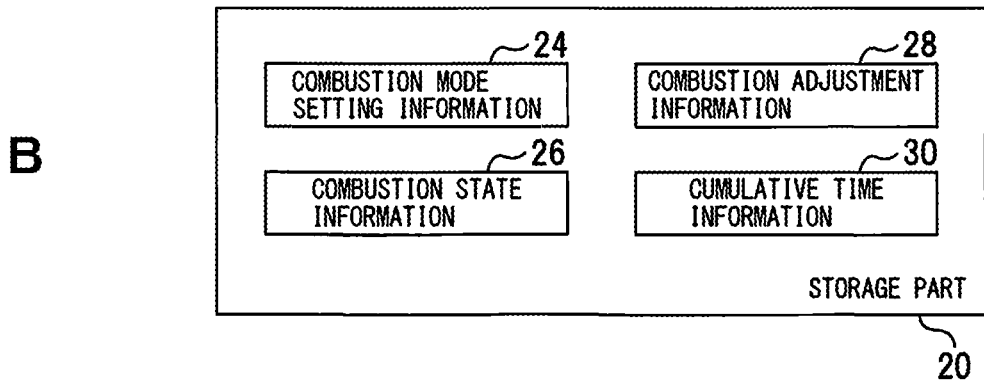 24
COMBUSTION MODE
SETTING INFORMATION
28
COMBUSTION ADJUSTMENT
INFORMATION
B
26
COMBUSTION STATE
INFORMATION
30
CUMULATIVE TIME
INFORMATION
STORAGE PART
20